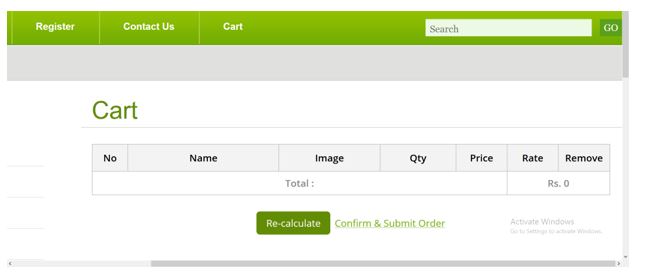 Register Contact Us Cart Search GO
Cart
No Name Image Qty Price Rate Remove
Total : Rs. 0
Re-calculate Confirm & Submit Order
Activate Windows
Go to Settings to activate Windows.